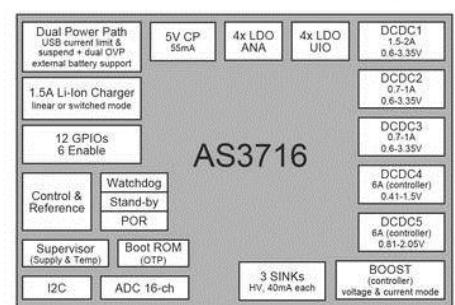 Dual Power Path
USB current limit &
suspend + dual OVP
external battery support
5V CP
55mA
4x LDO
ANA
4x LDO
UIO
DCDC1
1.5-2A
0.6-3.35V
1.5A Li-Ion Charger
linear or switched mode
DCDC2
0.7-1A
0.6-3.35V
12 GPIOs
6 Enable
AS3716
DCDC3
0.7-1A
0.6-3.35V
Control &
Reference
Watchdog
Stand-by
POR
DCDC4
6A (controller)
0.41-1.5V
DCDC5
6A (controller)
0.81-2.05V
Supervisor
(Supply & Temp)
Boot ROM
(OTP)
I2C
ADC 16-ch
3 SINKs
HV, 40mA each
BOOST
(controller)
voltage & current mode